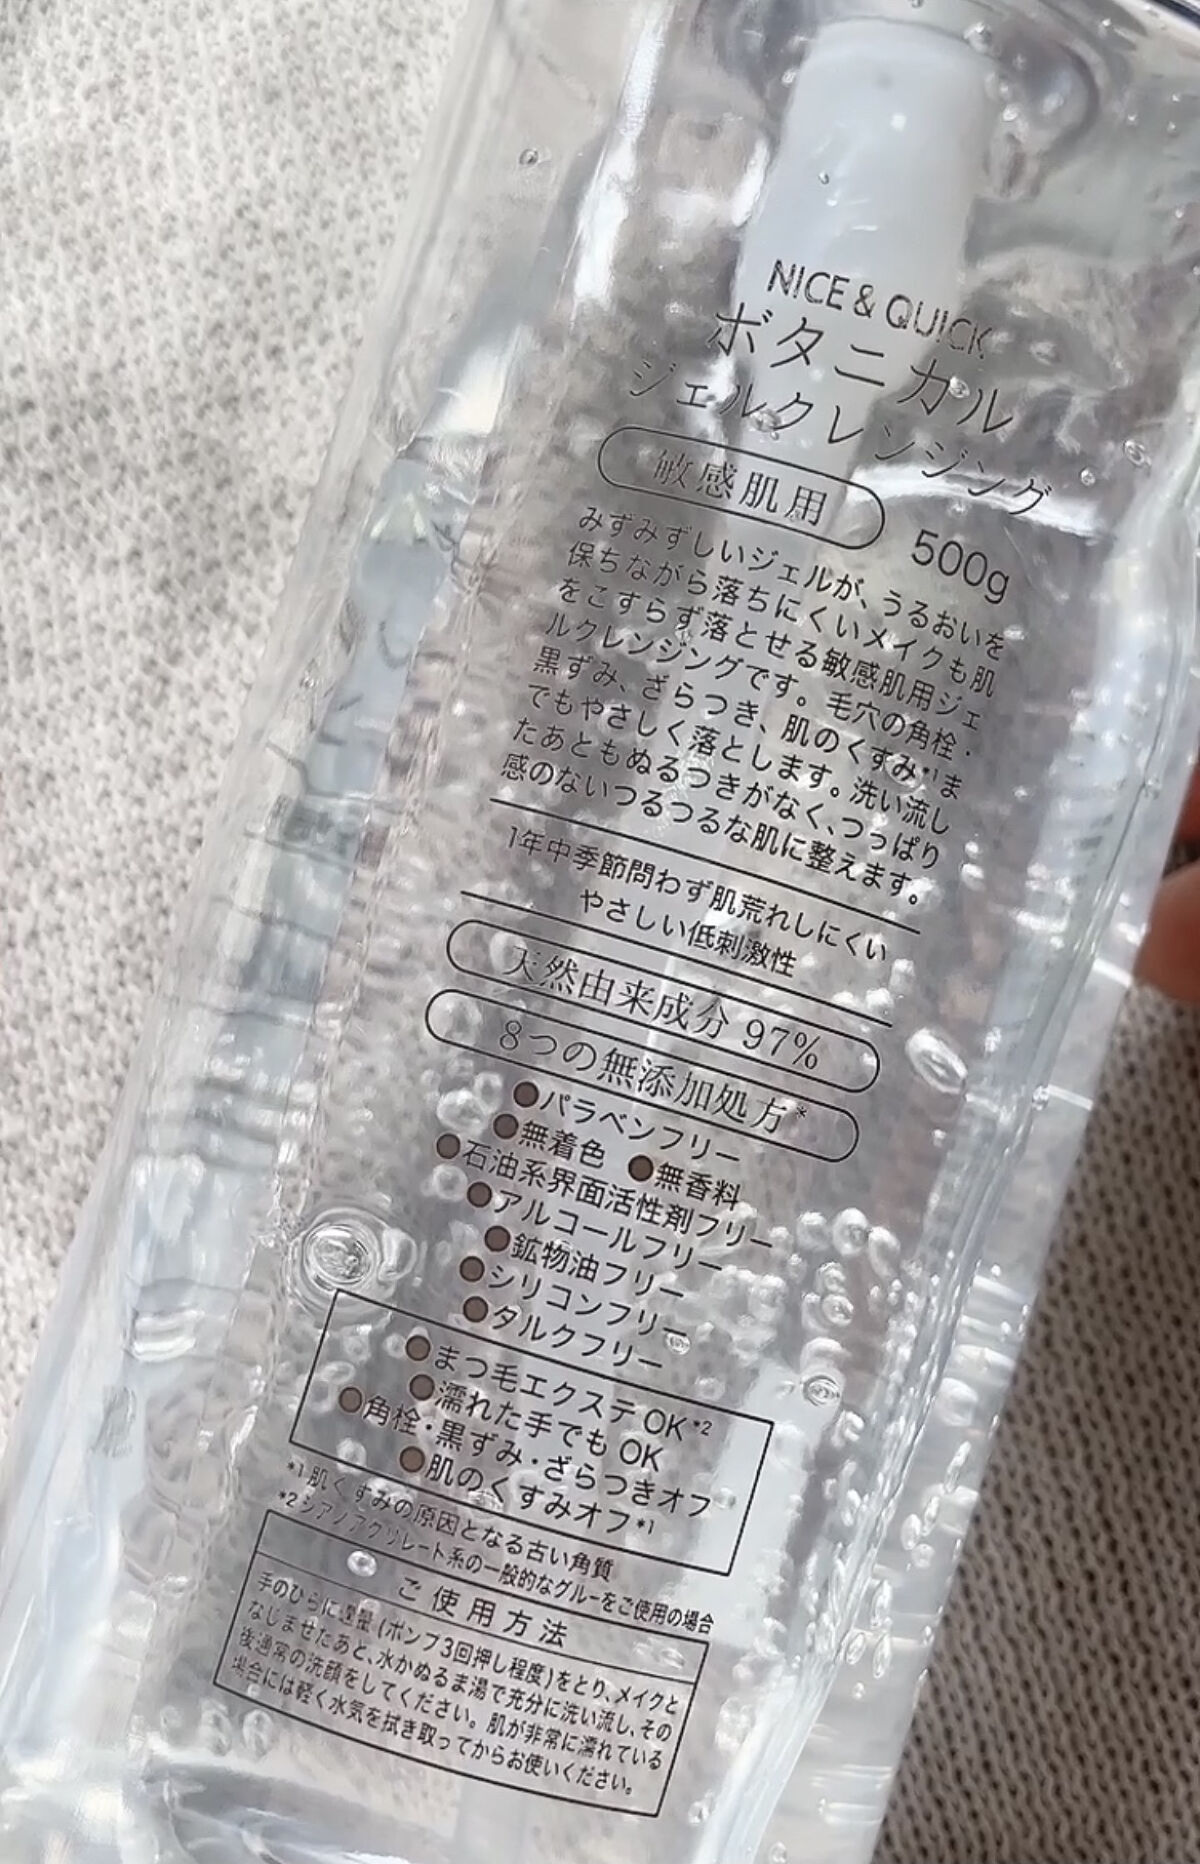 NICE & QUICK
ボタニカル
ジェルクレンジング
敏感肌用
500g
みずみずしいジェルが、うるおいを
保ちながら落ちにくいメイクも肌
をこすらず落とせる敏感肌用ジェ
ルクレンジングです。毛穴の角栓・
黒ずみ、ざらつき、肌のくすみ*1ま
でもやさしく落とします。洗い流し
たあともぬるつきがなく、つっぱり
感のないつるつるな肌に整えます。
1年中季節問わず肌荒れしにくい
やさしい低刺激性
天然由来成分 97%
8つの無添加処方*
●パラベンフリー
●無着色 ●無香料
●石油系界面活性剤フリー
●アルコールフリー
●鉱物油フリー
●シリコンフリー
●タルクフリー
●まつ毛エクステ OK*2
●濡れた手でも OK
●角栓・黒ずみ・ざらつきオフ
●肌のくすみオフ*1
*1 肌くすみの原因となる古い角質
*2 シアノアクリレート系の一般的なグルーをご使用の場合
ご使用方法
手のひらに適量 (ポンプ3回押し程度)をとり、メイクと
なじませたあと、水かぬるま湯で充分に洗い流し、その
後通常の洗顔をしてください。肌が非常に濡れている
場合には軽く水気を拭き取ってからお使いください。